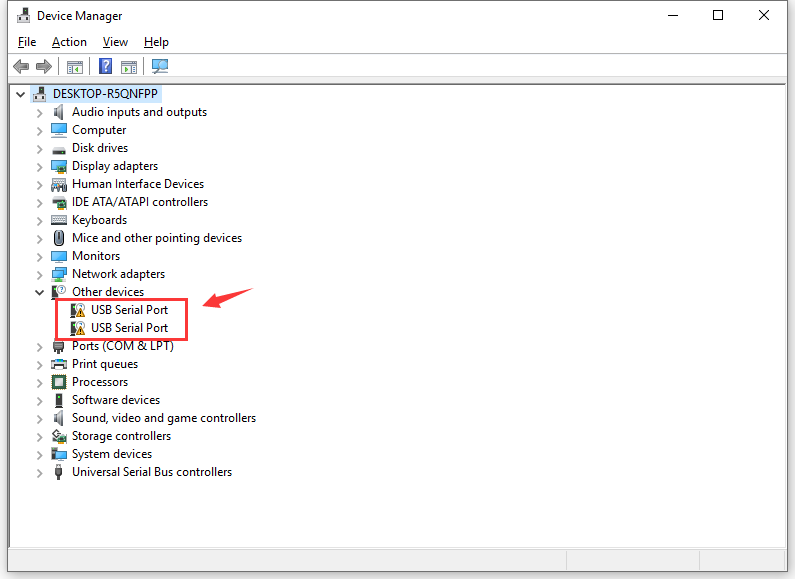 Device Manager
File Action View Help
DESKTOP-R5QNFPP
Audio inputs and outputs
Computer
Disk drives
Display adapters
Human Interface Devices
IDE ATA/ATAPI controllers
Keyboards
Mice and other pointing devices
Monitors
Network adapters
Other devices
USB Serial Port
USB Serial Port
Ports (COM & LPT)
Print queues
Processors
Software devices
Sound, video and game controllers
Storage controllers
System devices
Universal Serial Bus controllers